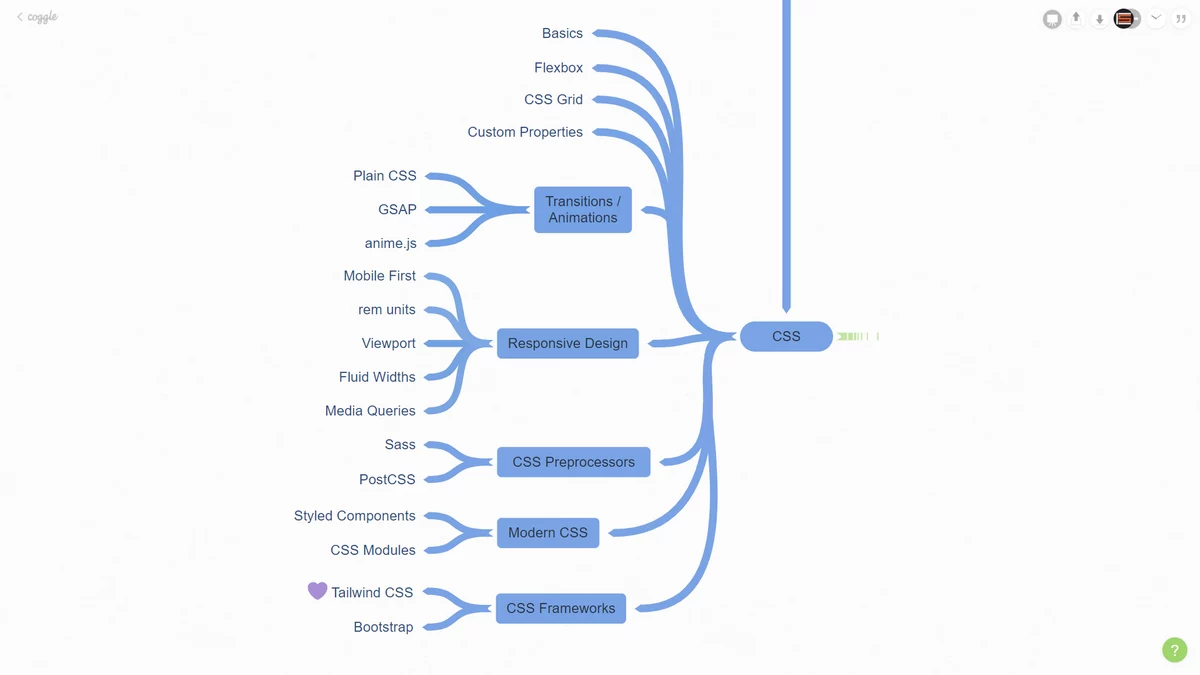 coggle
Basics
Flexbox
CSS Grid
Custom Properties
Plain CSS
GSAP
anime.js
Transitions /
Animations
Mobile First
rem units
Viewport
Fluid Widths
Media Queries
Responsive Design
CSS
Sass
PostCSS
CSS Preprocessors
Styled Components
CSS Modules
Modern CSS
Tailwind CSS
Bootstrap
CSS Frameworks
?